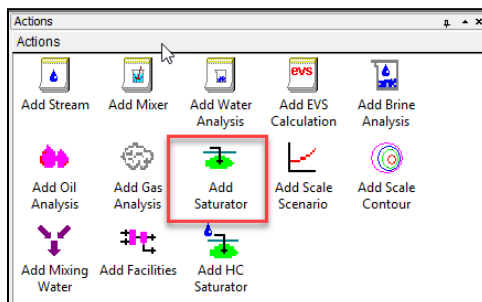 Actions
Actions
evs
Add Stream
Add Mixer
Add Water
Analysis
Add EVS
Calculation
Add Brine
Analysis
Add Oil
Analysis
Add Gas
Analysis
Add
Saturator
Add Scale
Scenario
Add Scale
Contour
Add Mixing
Water
Add Facilities
Add HC
Saturator